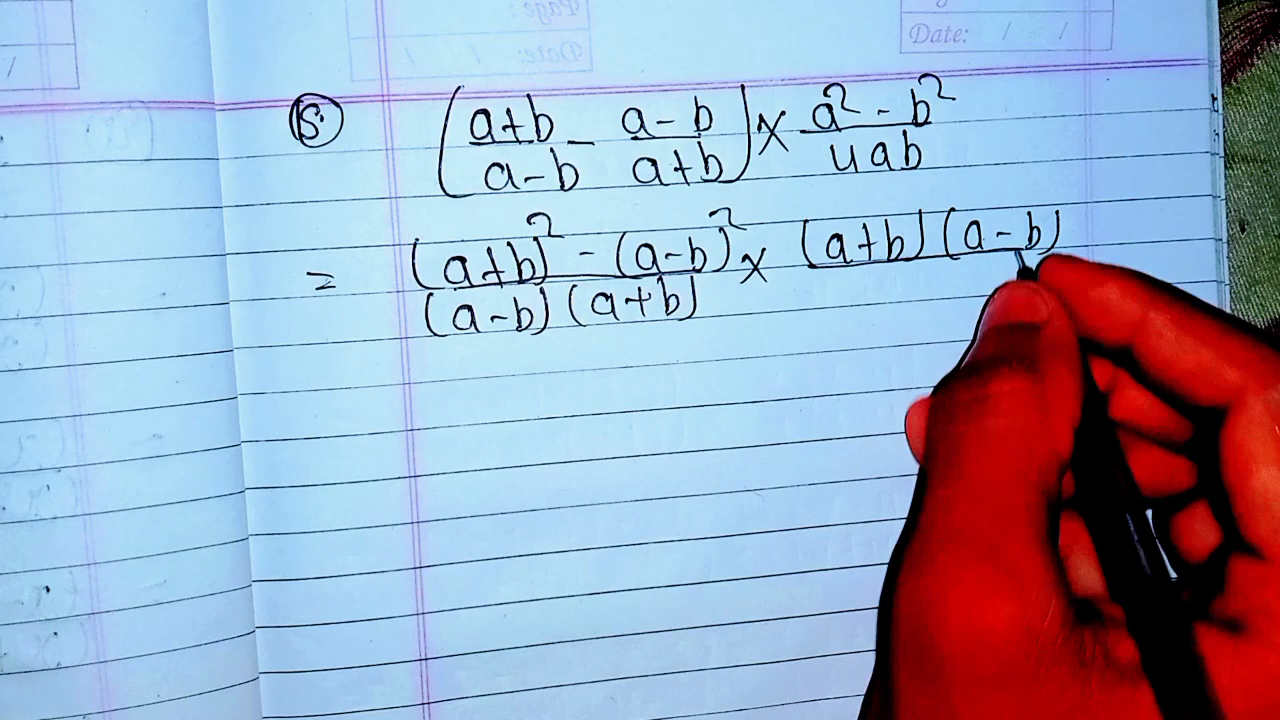 Date: / /
(5.) ( (a+b)/(a-b) - (a-b)/(a+b) ) × (a² - b²)/(4ab)
= ((a+b)² - (a-b)²)/((a-b)(a+b)) × (a+b)(a-b)